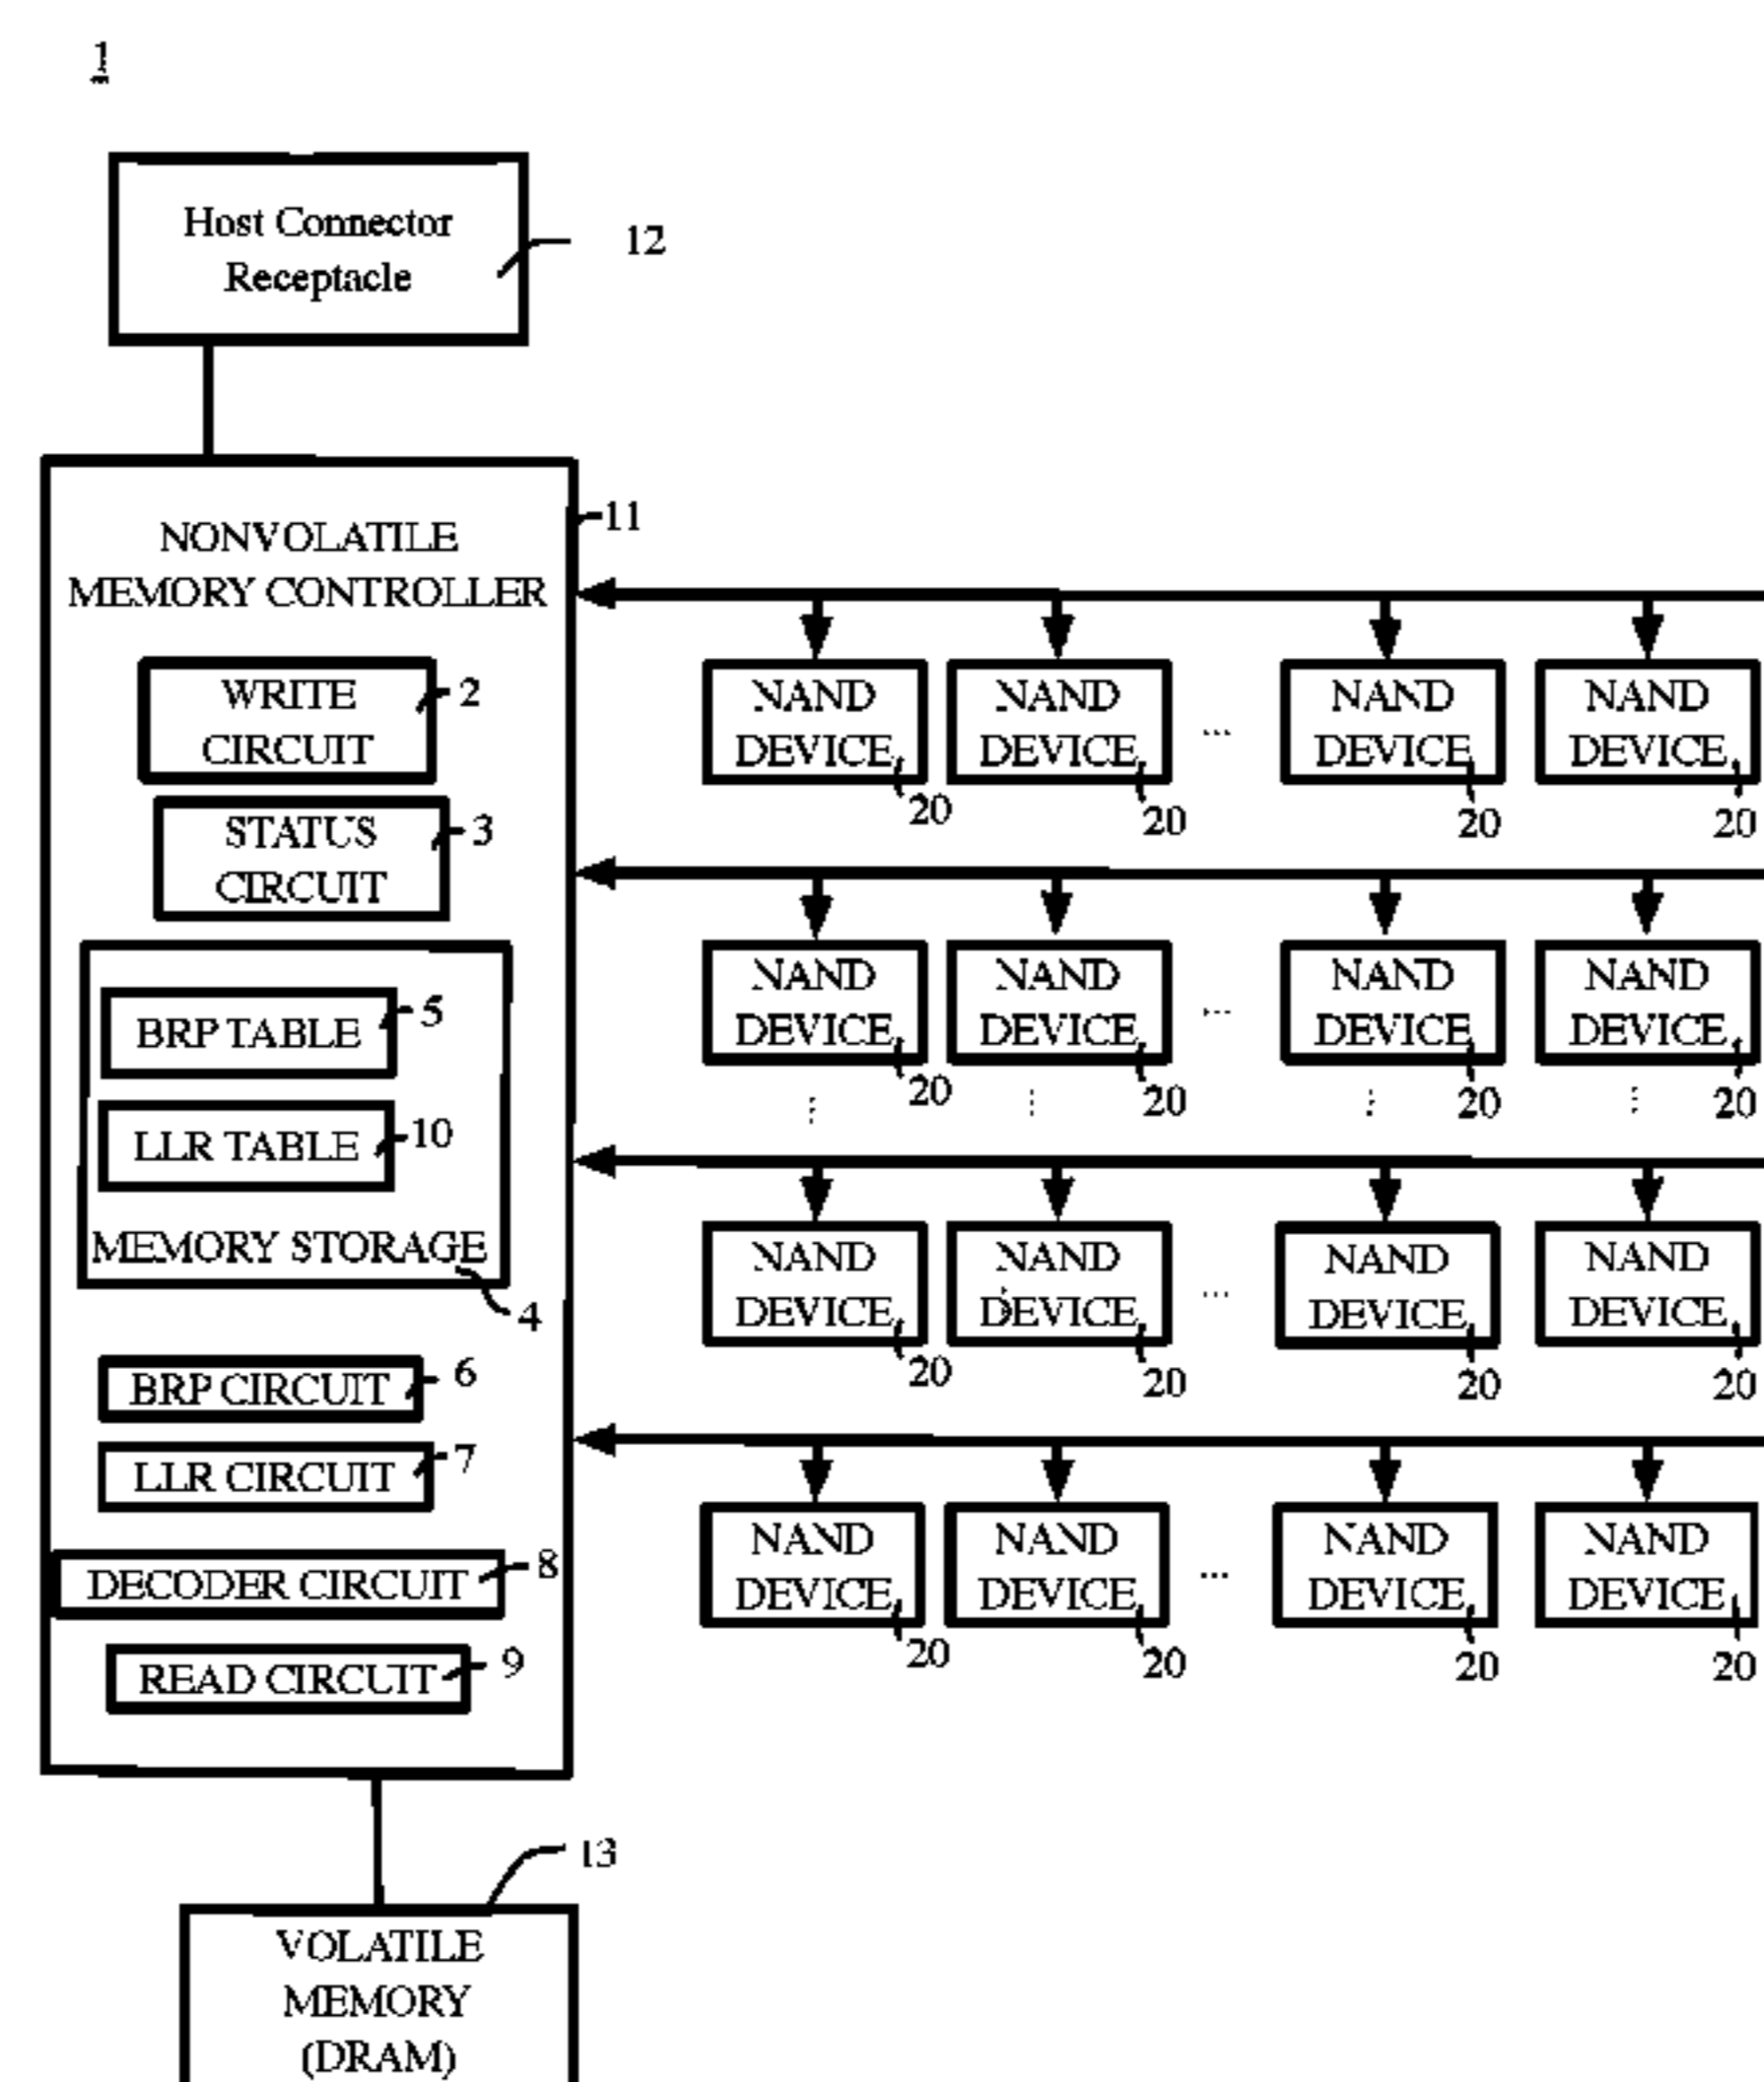 1
Host Connector
Receptacle
12
11
NONVOLATILE
MEMORY CONTROLLER
WRITE
CIRCUIT
2
STATUS
CIRCUIT
3
BRP TABLE
5
LLR TABLE
10
MEMORY STORAGE
4
BRP CIRCUIT
6
LLR CIRCUIT
7
DECODER CIRCUIT
8
READ CIRCUIT
9
13
VOLATILE
MEMORY
(DRAM)
NAND
DEVICE
20
NAND
DEVICE
20
...
NAND
DEVICE
20
NAND
DEVICE
20
NAND
DEVICE
20
NAND
DEVICE
20
...
NAND
DEVICE
20
NAND
DEVICE
20
NAND
DEVICE
20
NAND
DEVICE
20
...
NAND
DEVICE
20
NAND
DEVICE
20
NAND
DEVICE
20
NAND
DEVICE
20
...
NAND
DEVICE
20
NAND
DEVICE
20